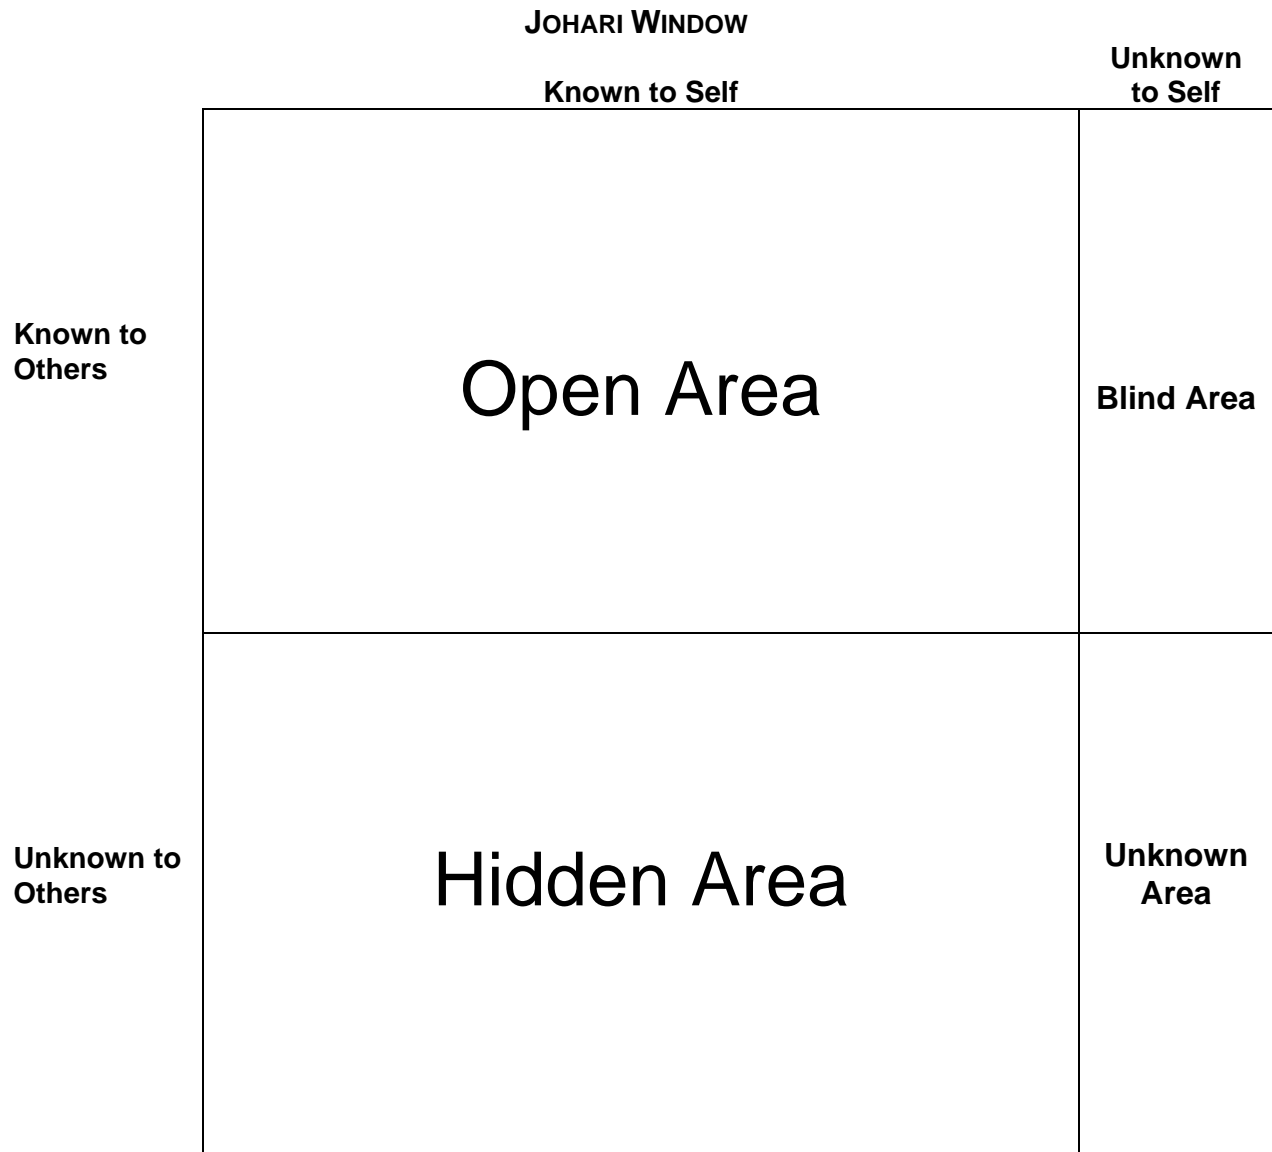 JOHARI WINDOW
Unknown
to Self
Known to Self
Known to
Others
Open Area
Blind Area
Unknown to
Others
Hidden Area
Unknown
Area